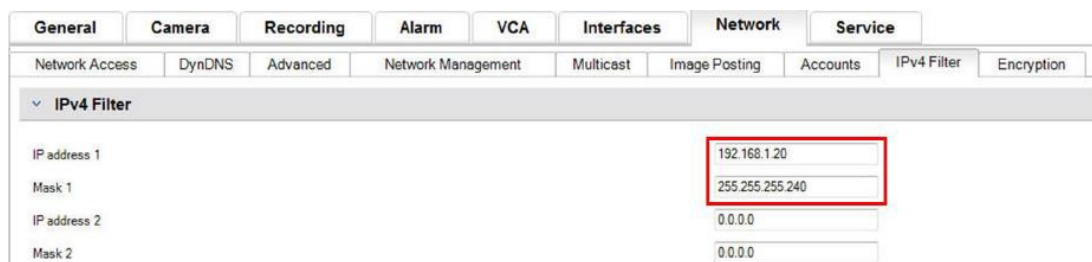 General Camera Recording Alarm VCA Interfaces Network Service
Network Access DynDNS Advanced Network Management Multicast Image Posting Accounts IPv4 Filter Encryption
IPv4 Filter
IP address 1 192.168.1.20
Mask 1 255.255.255.240
IP address 2 0.0.0.0
Mask 2 0.0.0.0